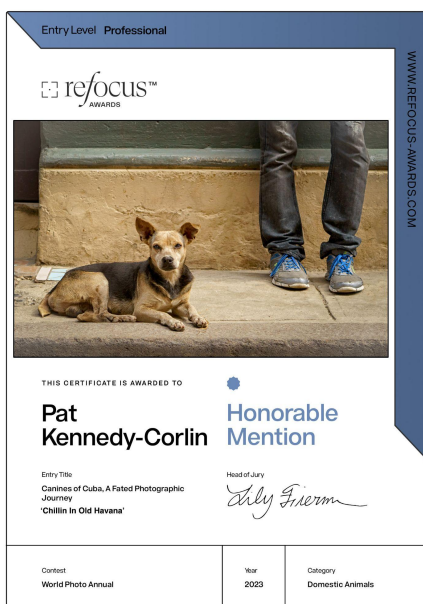 Entry Level Professional
WWW.REFOCUS-AWARDS.COM
refocus™
AWARDS
THIS CERTIFICATE IS AWARDED TO
Pat
Kennedy-Corlin
Honorable
Mention
Entry Title
Canines of Cuba, A Fated Photographic
Journey
'Chillin In Old Havana'
Head of Jury
Lily Fierman
Contest
World Photo Annual
Year
2023
Category
Domestic Animals